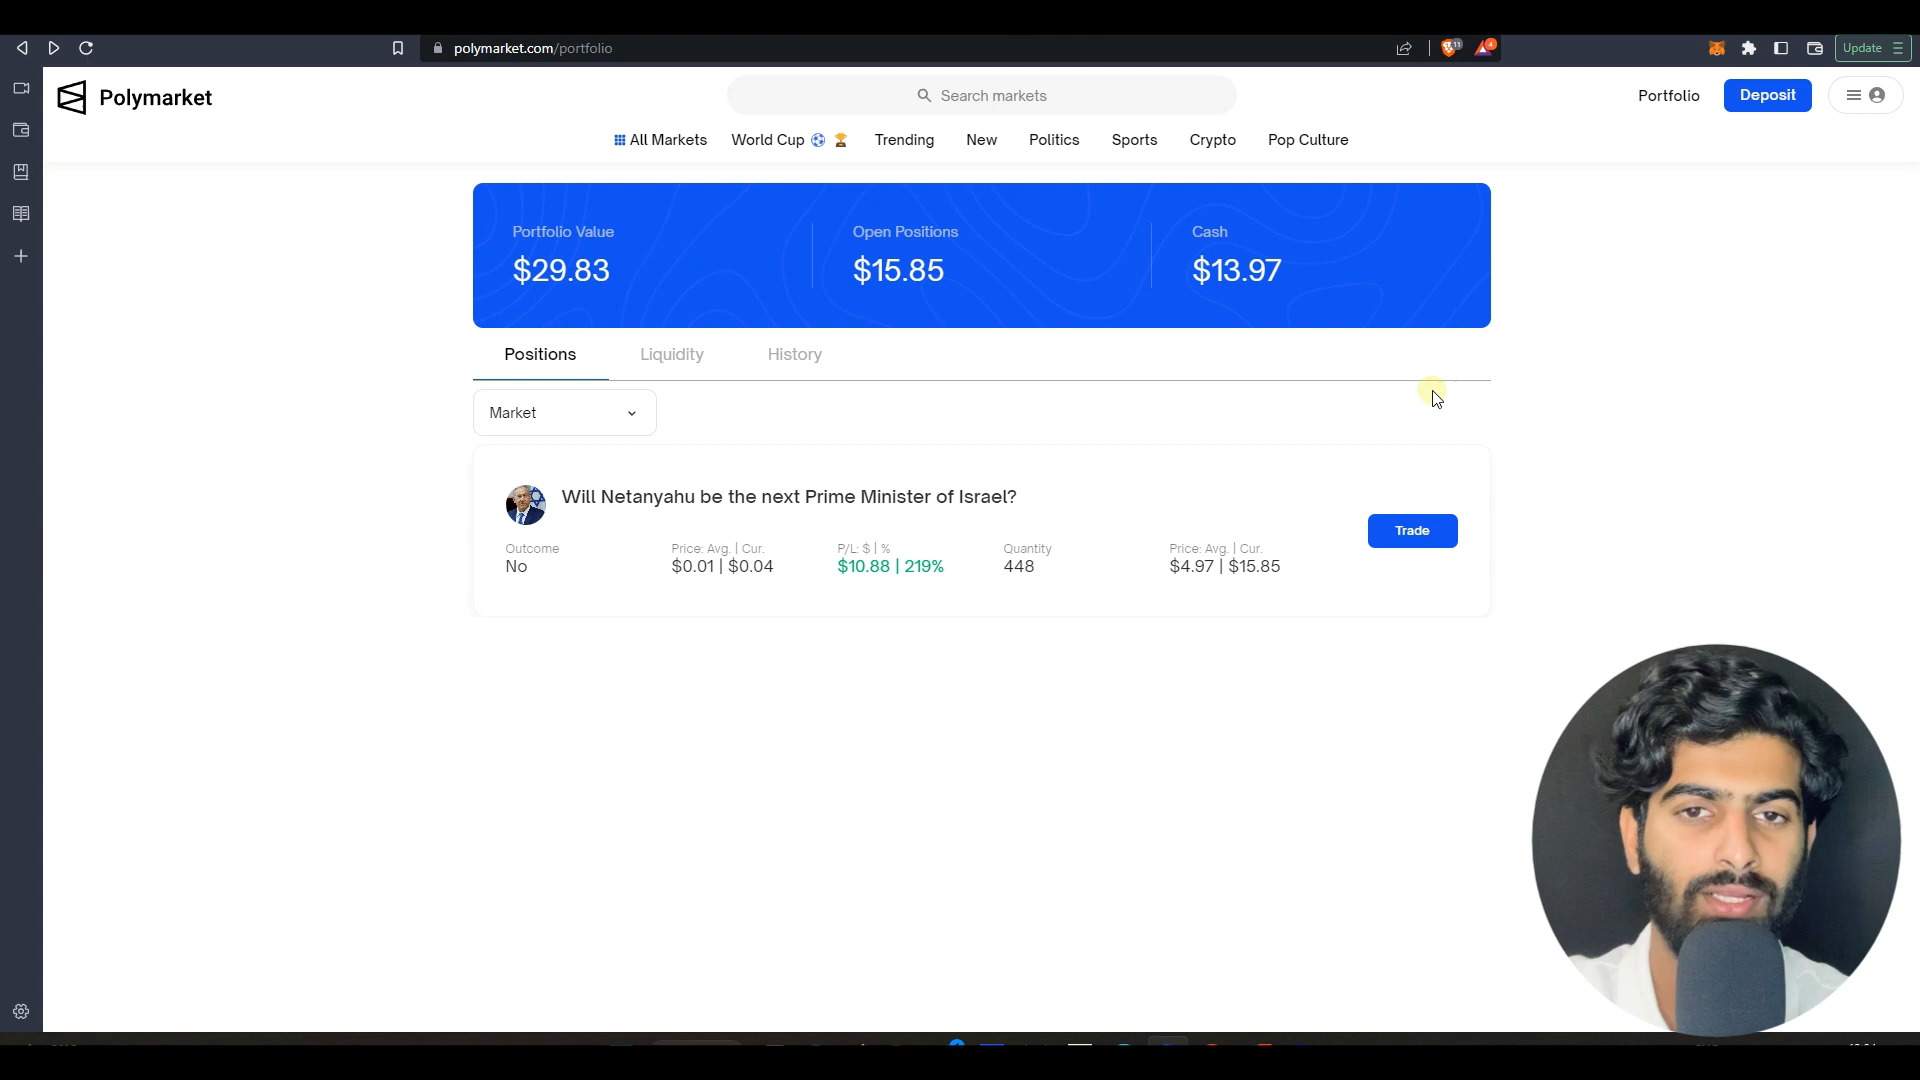 polymarket.com/portfolio
11
4
Update
Polymarket
Search markets
Portfolio
Deposit
All Markets
World Cup
Trending
New
Politics
Sports
Crypto
Pop Culture
Portfolio Value
$29.83
Open Positions
$15.85
Cash
$13.97
Positions
Liquidity
History
Market
Will Netanyahu be the next Prime Minister of Israel?
Trade
Outcome
No
Price: Avg. | Cur.
$0.01 | $0.04
P/L: $ | %
$10.88 | 219%
Quantity
448
Price: Avg. | Cur.
$4.97 | $15.85